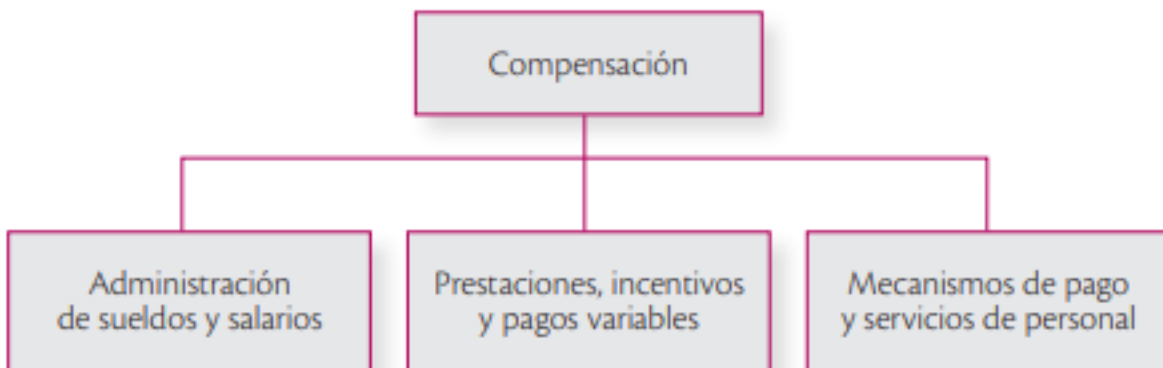 Compensación
Administración
de sueldos y salarios
Prestaciones, incentivos
y pagos variables
Mecanismos de pago
y servicios de personal